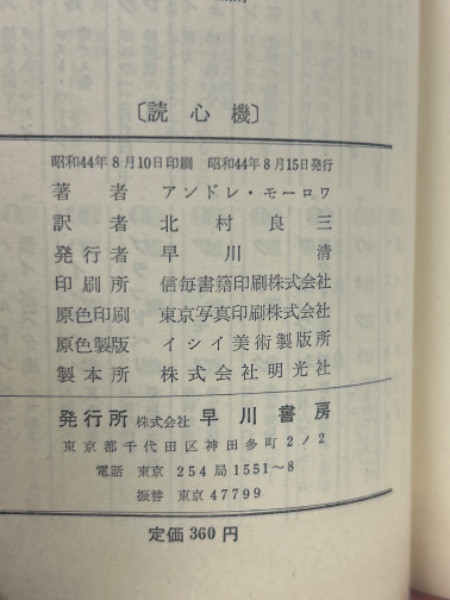 〔読心機〕
昭和44年8月10日印刷 昭和44年8月15日発行
著者 アンドレ・モーロワ
訳者 北村良三
発行者 早川清
印刷所 信毎書籍印刷株式会社
原色印刷 東京写真印刷株式会社
原色製版 イシイ美術製版所
製本所 株式会社明光社
発行所 株式会社 早川書房
東京都千代田区神田多町2ノ2
電話 東京 254局1551〜8
振替 東京 47799
定価 360円